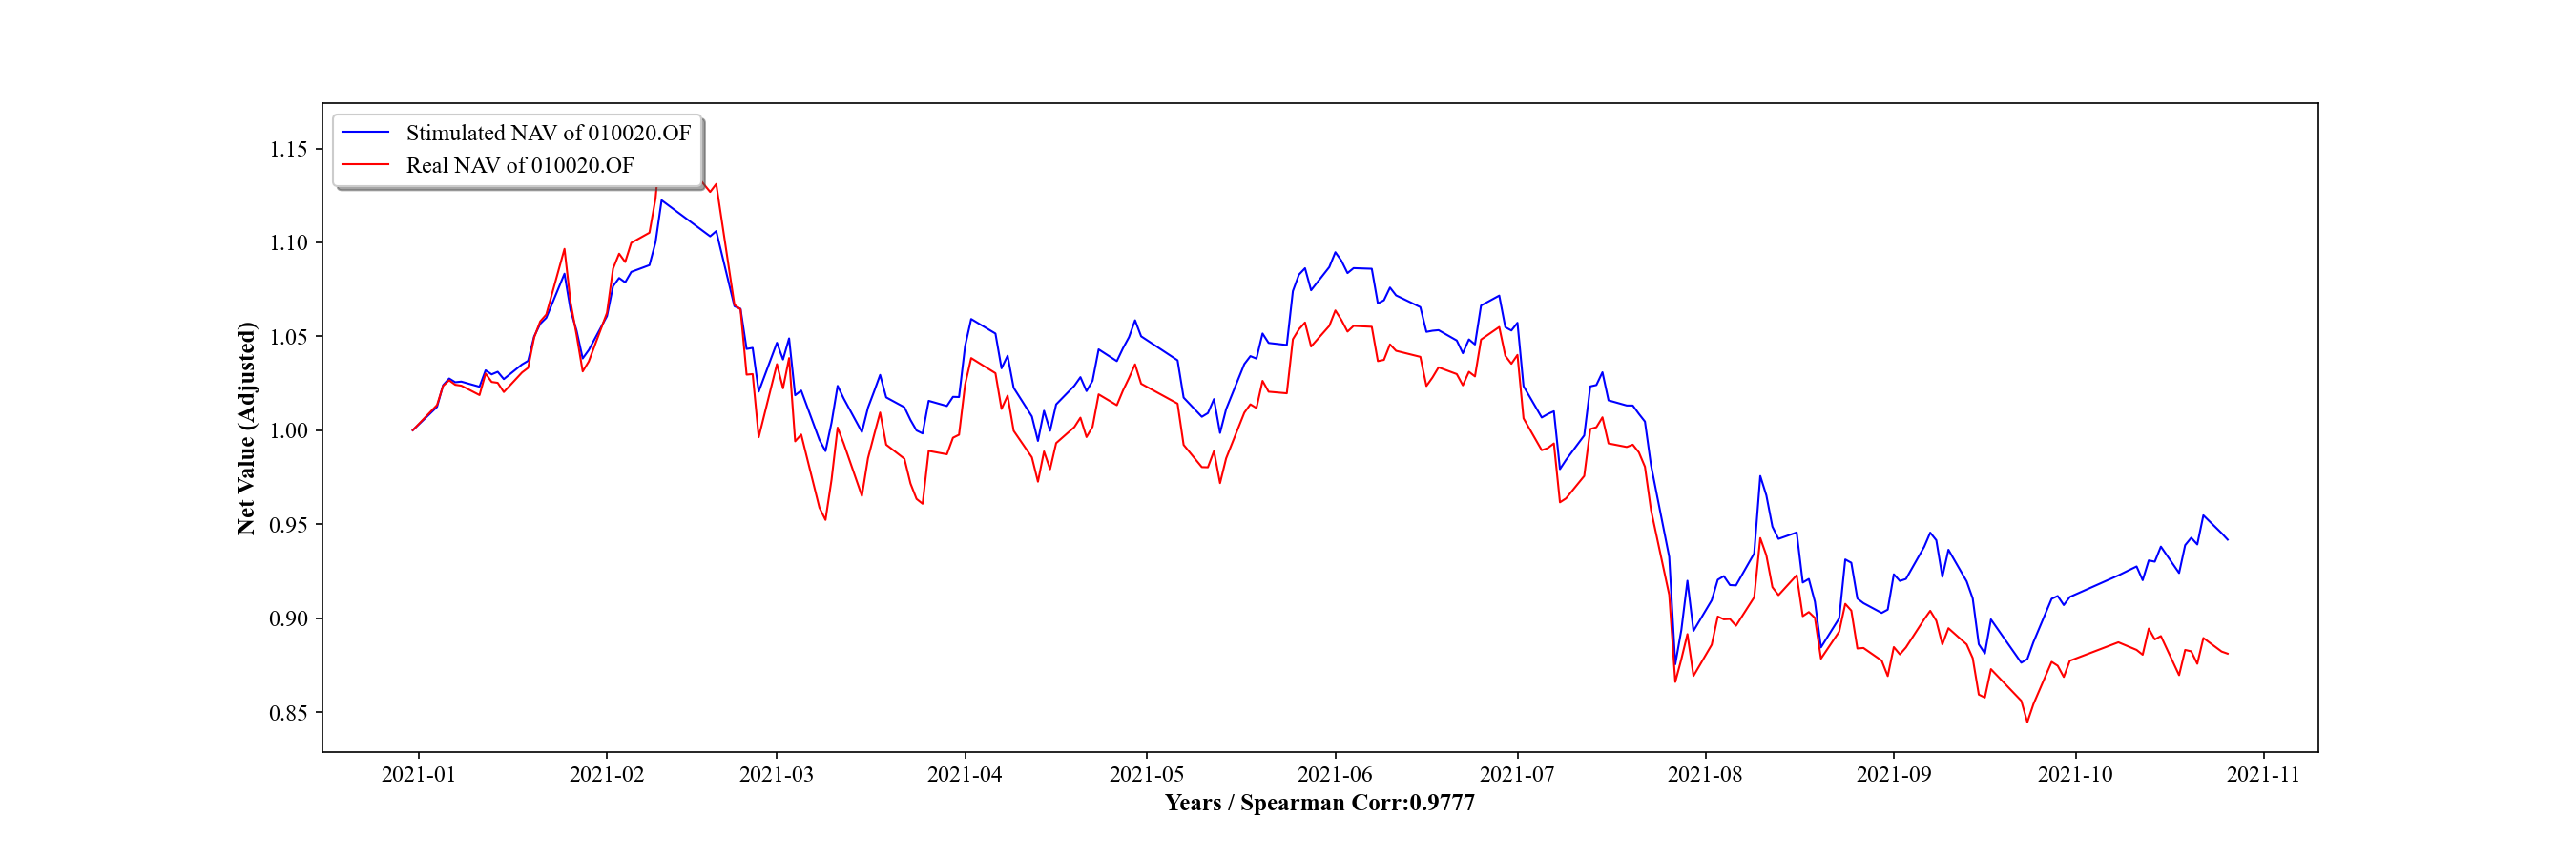 Stimulated NAV of 010020.OF
Real NAV of 010020.OF
1.15
1.10
1.05
1.00
0.95
0.90
0.85
Net Value (Adjusted)
2021-01 2021-02 2021-03 2021-04 2021-05 2021-06 2021-07 2021-08 2021-09 2021-10 2021-11
Years / Spearman Corr:0.9777